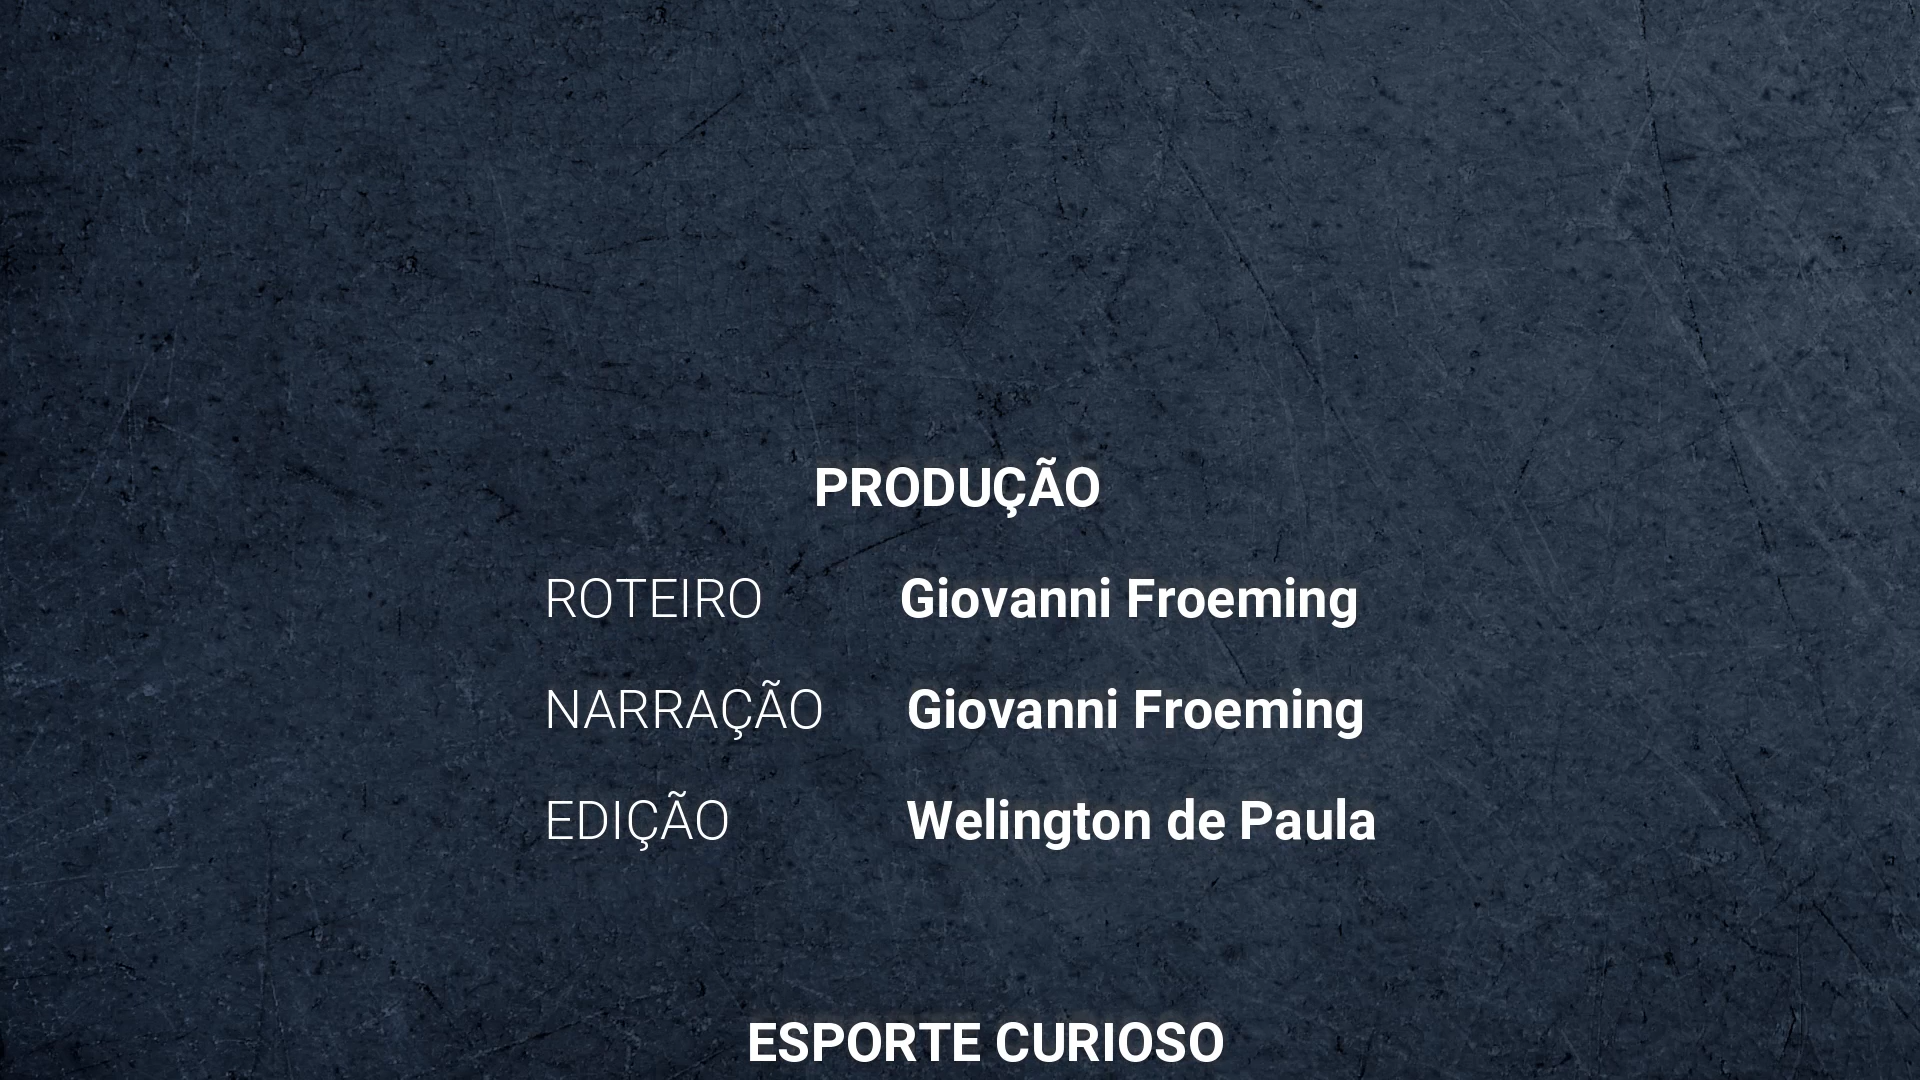 PRODUÇÃO
ROTEIRO Giovanni Froeming
NARRAÇÃO Giovanni Froeming
EDIÇÃO Welington de Paula
ESPORTE CURIOSO